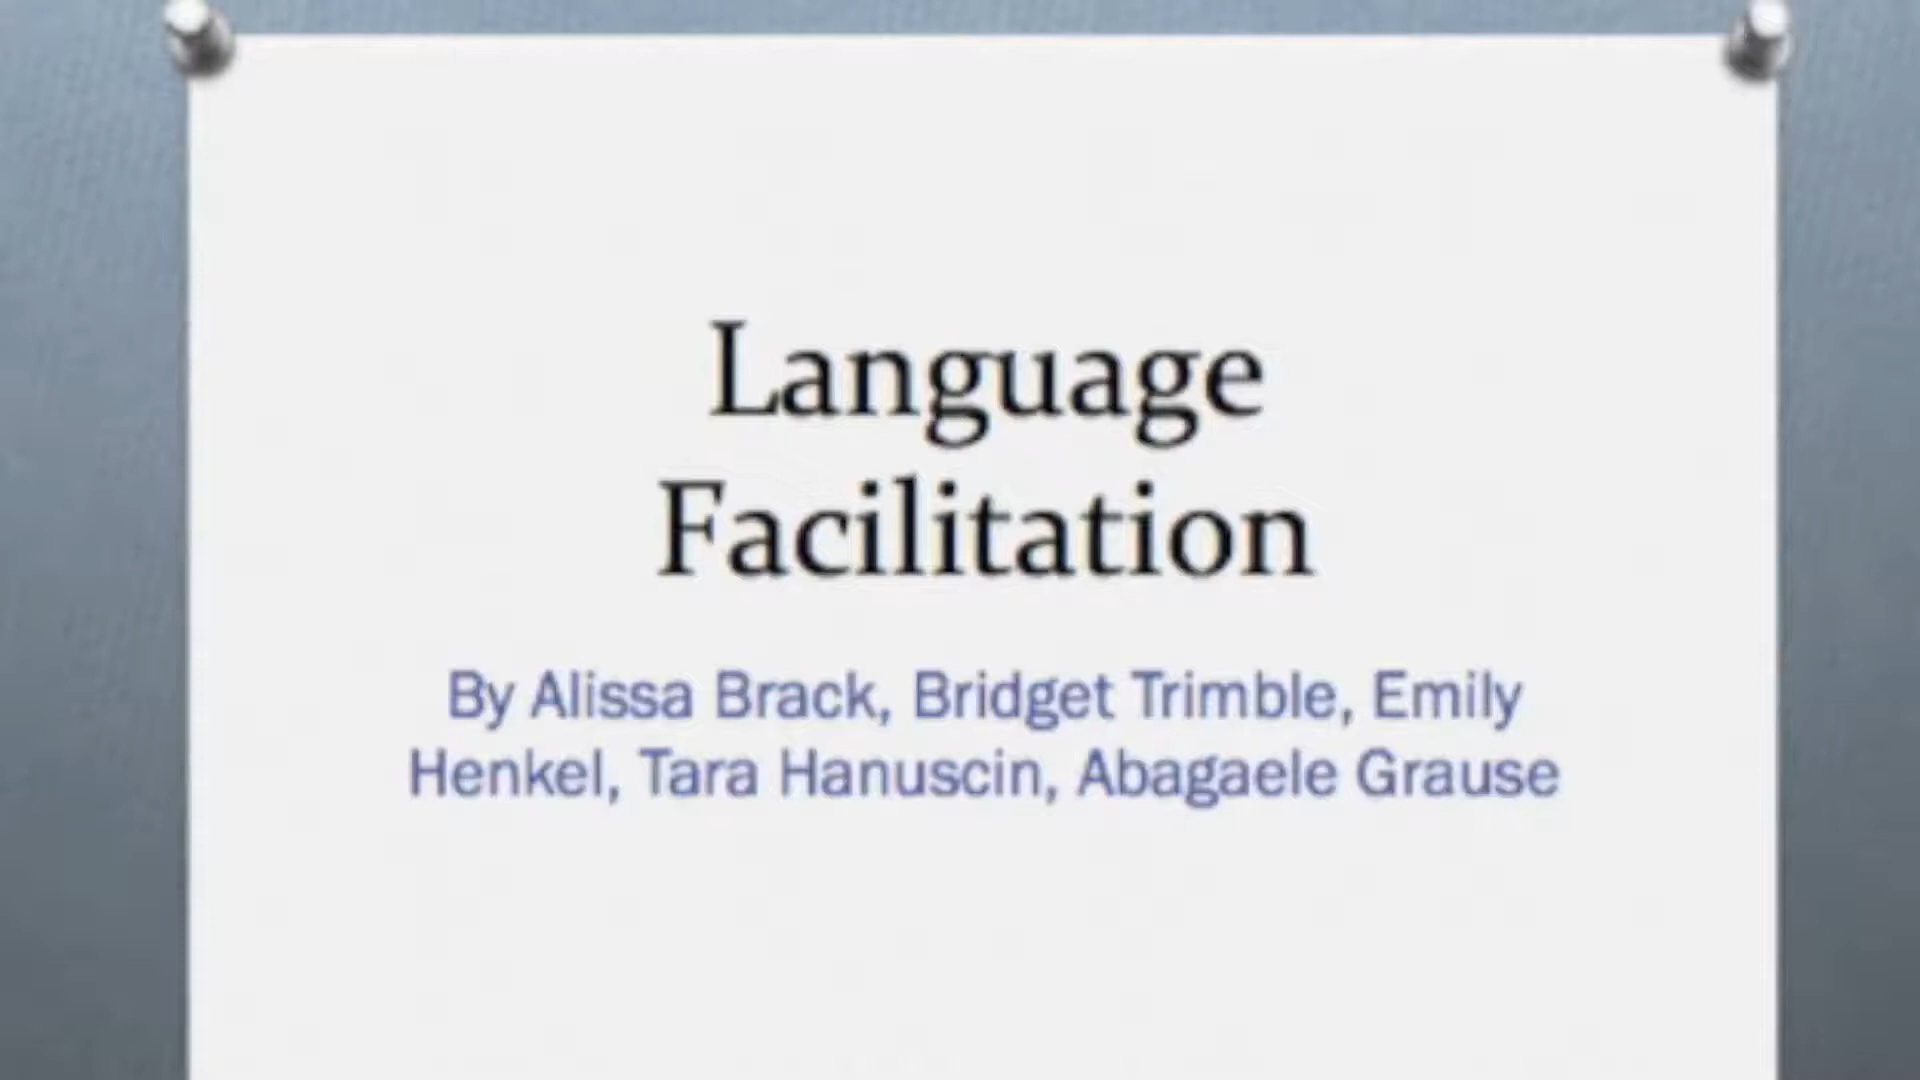 Language
Facilitation
By Alissa Brack, Bridget Trimble, Emily
Henkel, Tara Hanuscin, Abagaele Grause